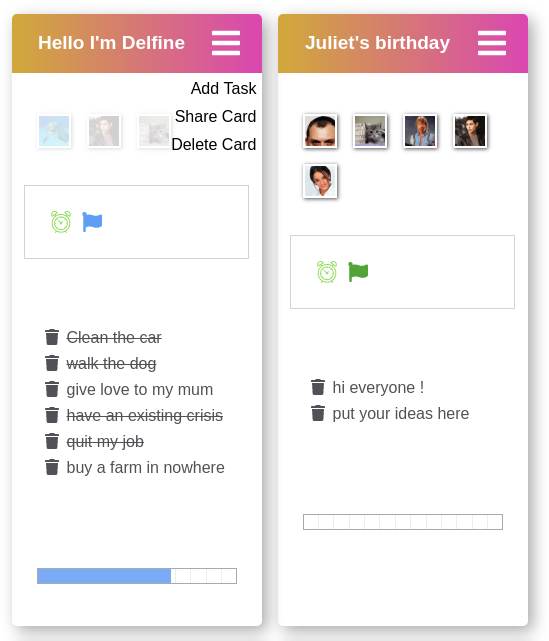 Hello I'm Delfine
Add Task
Share Card
Delete Card
Clean the car
walk the dog
give love to my mum
have an existing crisis
quit my job
buy a farm in nowhere
Juliet's birthday
hi everyone !
put your ideas here